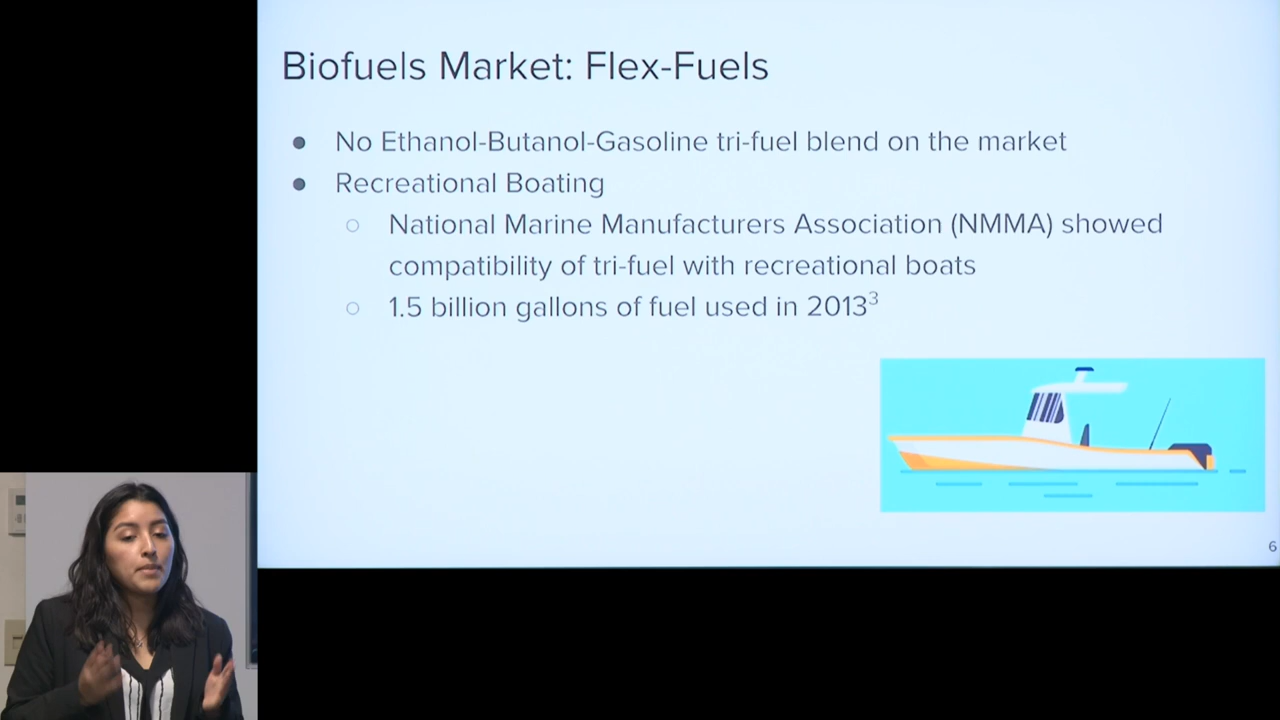 Biofuels Market: Flex-Fuels
● No Ethanol-Butanol-Gasoline tri-fuel blend on the market
● Recreational Boating
○ National Marine Manufacturers Association (NMMA) showed
compatibility of tri-fuel with recreational boats
○ 1.5 billion gallons of fuel used in 2013³
6